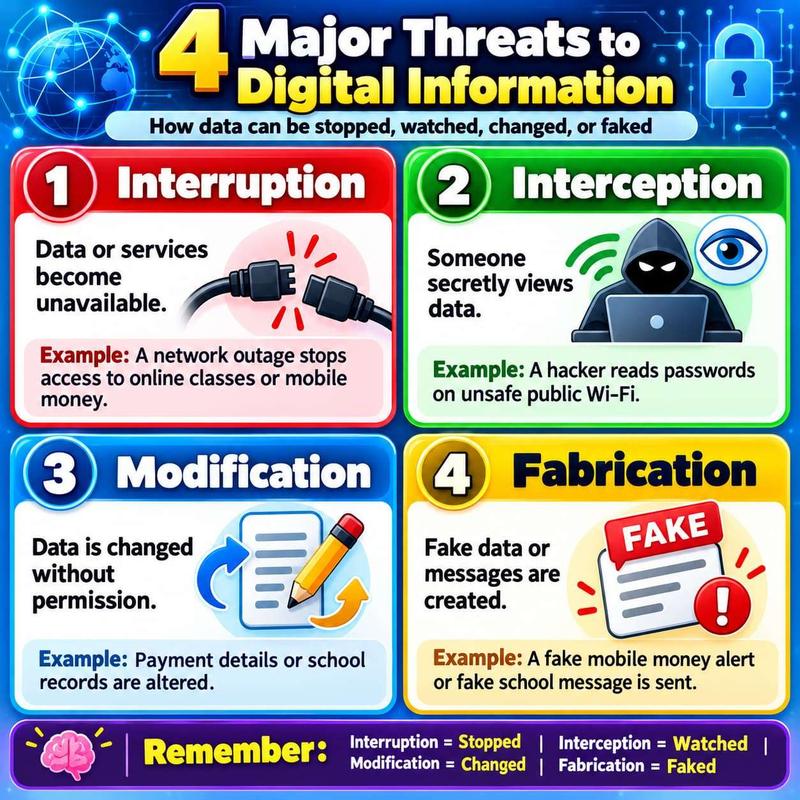 4 Major Threats to
Digital Information
How data can be stopped, watched, changed, or faked
1 Interruption
Data or services
become
unavailable.
Example: A network outage stops
access to online classes or mobile
money.
2 Interception
Someone
secretly views
data.
Example: A hacker reads passwords
on unsafe public Wi-Fi.
3 Modification
Data is changed
without
permission.
Example: Payment details or school
records are altered.
4 Fabrication
Fake data or
messages are
created.
FAKE
!
Example: A fake mobile money alert
or fake school message is sent.
Remember:
Interruption = Stopped | Interception = Watched |
Modification = Changed | Fabrication = Faked